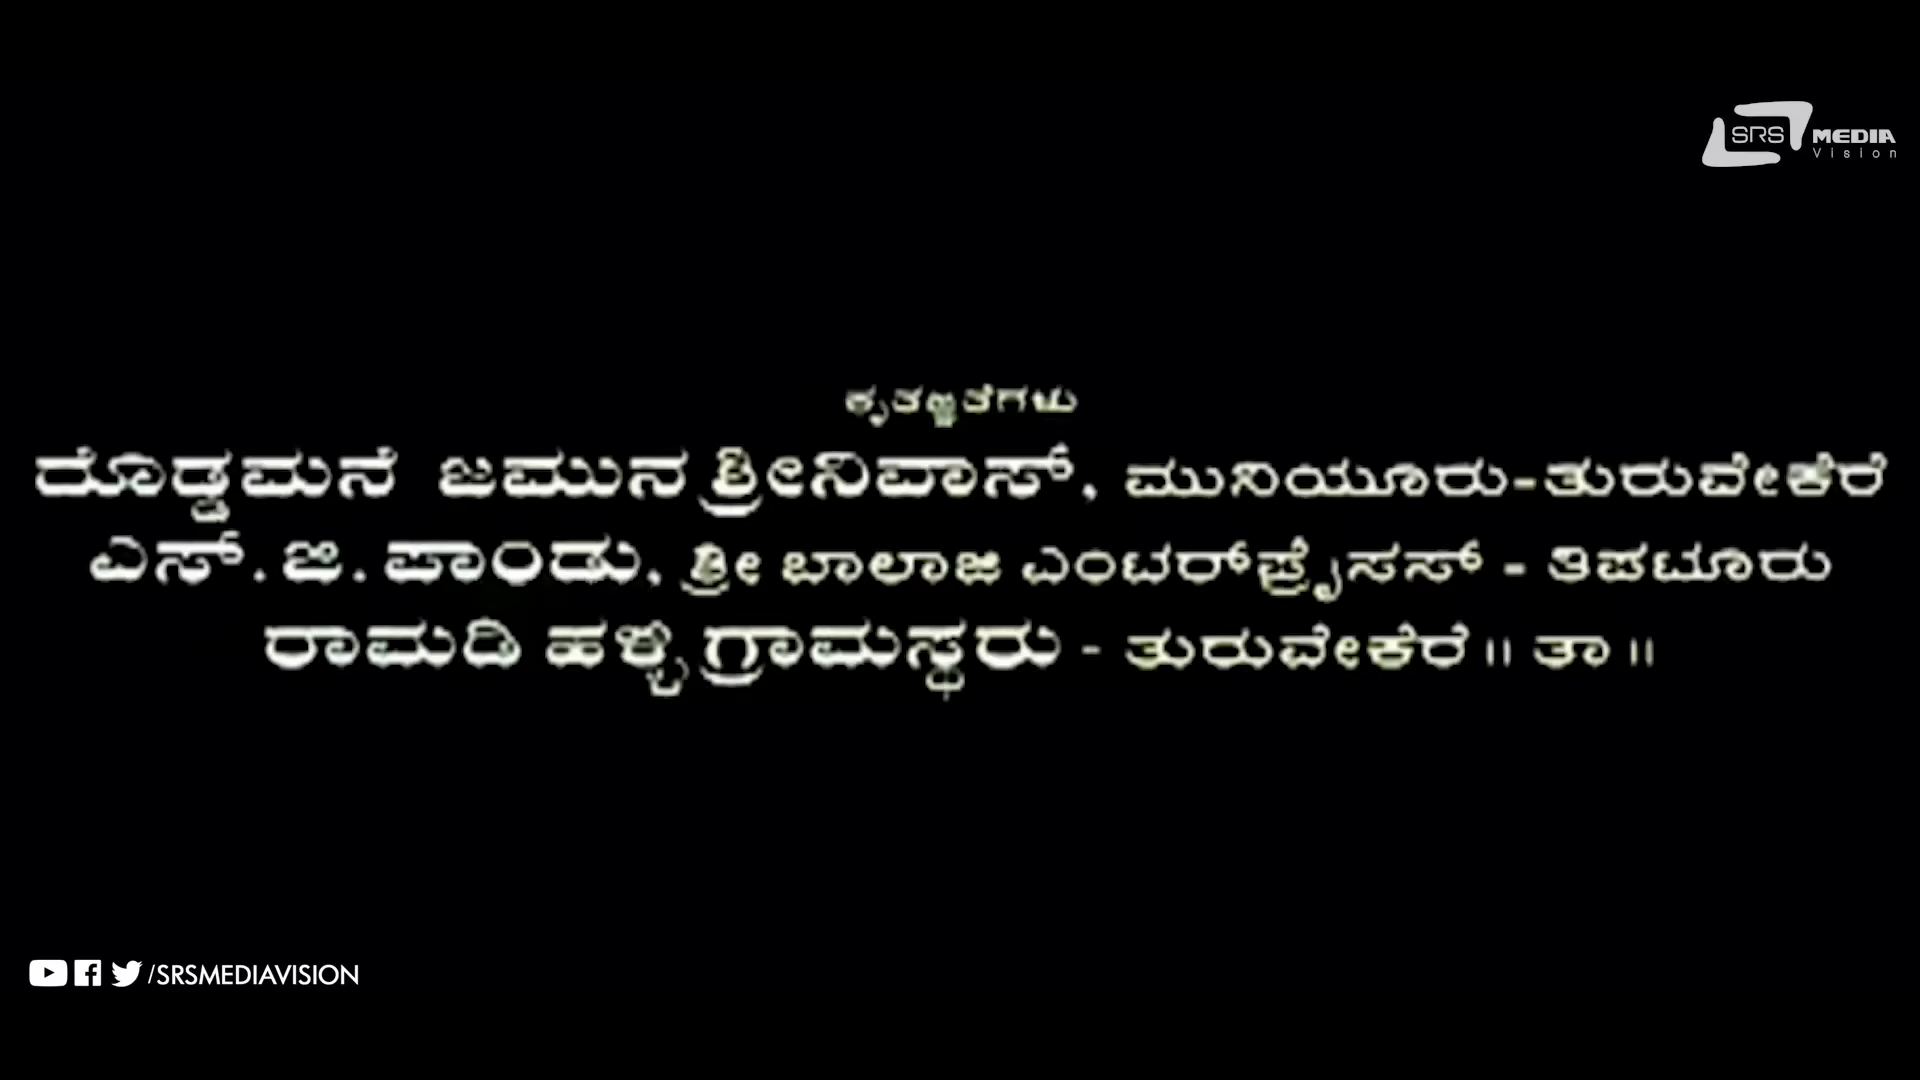 SRS MEDIA
Vision
ಕೃತಜ್ಞತೆಗಳು
ದೊಡ್ಡಮನೆ ಜಮುನ ಶ್ರೀನಿವಾಸ್, ಮುನಿಯೂರು-ತುರುವೇಕೆರೆ
ಎಸ್.ಜಿ.ಪಾಂಡು, ಶ್ರೀ ಬಾಲಾಜಿ ಎಂಟರ್‌ಪ್ರೈಸಸ್ - ತಿಪಟೂರು
ರಾಮಡಿ ಹಳ್ಳಿ ಗ್ರಾಮಸ್ಥರು - ತುರುವೇಕೆರೆ || ತಾ ||
/SRSMEDIAVISION